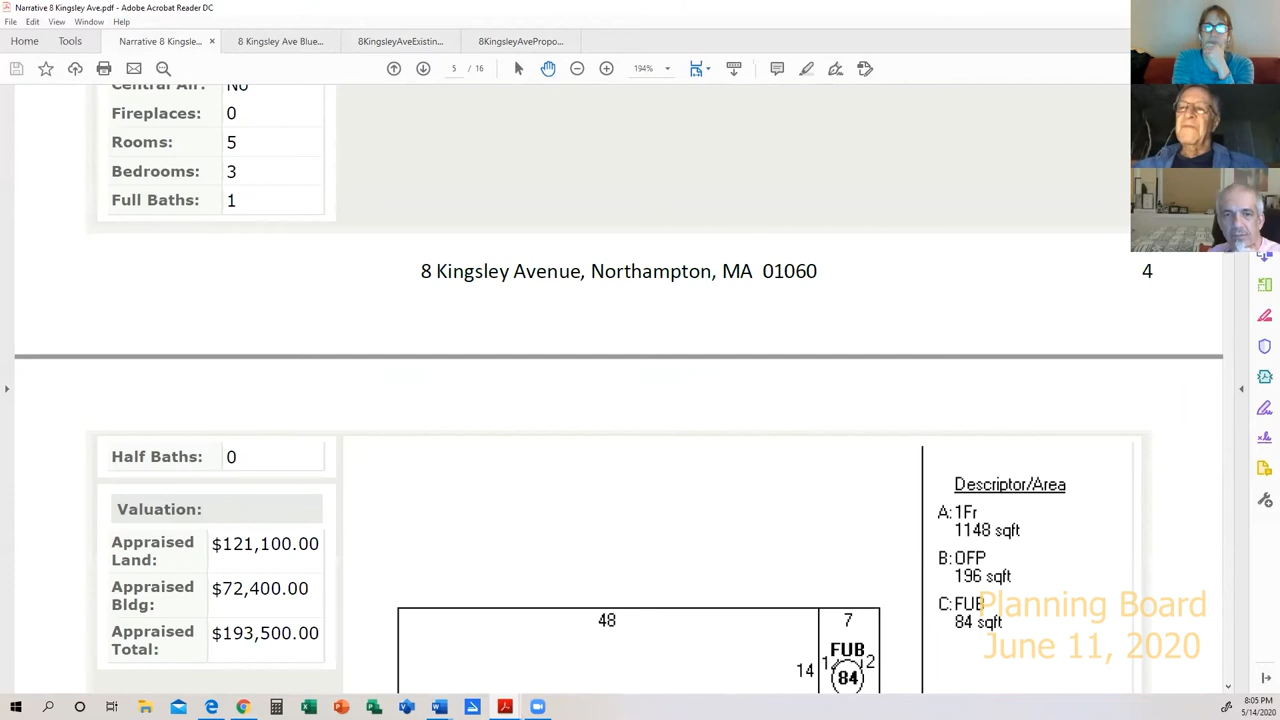 Narrative 8 Kingsley Ave.pdf - Adobe Acrobat Reader DC
File Edit View Window Help
Home Tools Narrative 8 Kingsle... × 8 Kingsley Ave Blue... 8KingsleyAveExistin... 8KingsleyAvePropo...
5 / 16 194%
Central Air: No
Fireplaces: 0
Rooms: 5
Bedrooms: 3
Full Baths: 1
8 Kingsley Avenue, Northampton, MA 01060 4
Half Baths: 0
Valuation:
Appraised Land: $121,100.00
Appraised Bldg: $72,400.00
Appraised Total: $193,500.00
Descriptor/Area
A: 1Fr
1148 sqft
B: OFP
196 sqft
C: FUB
84 sqft
48 7
FUB
14 12
84
Planning Board
June 11, 2020
8:05 PM
5/14/2020